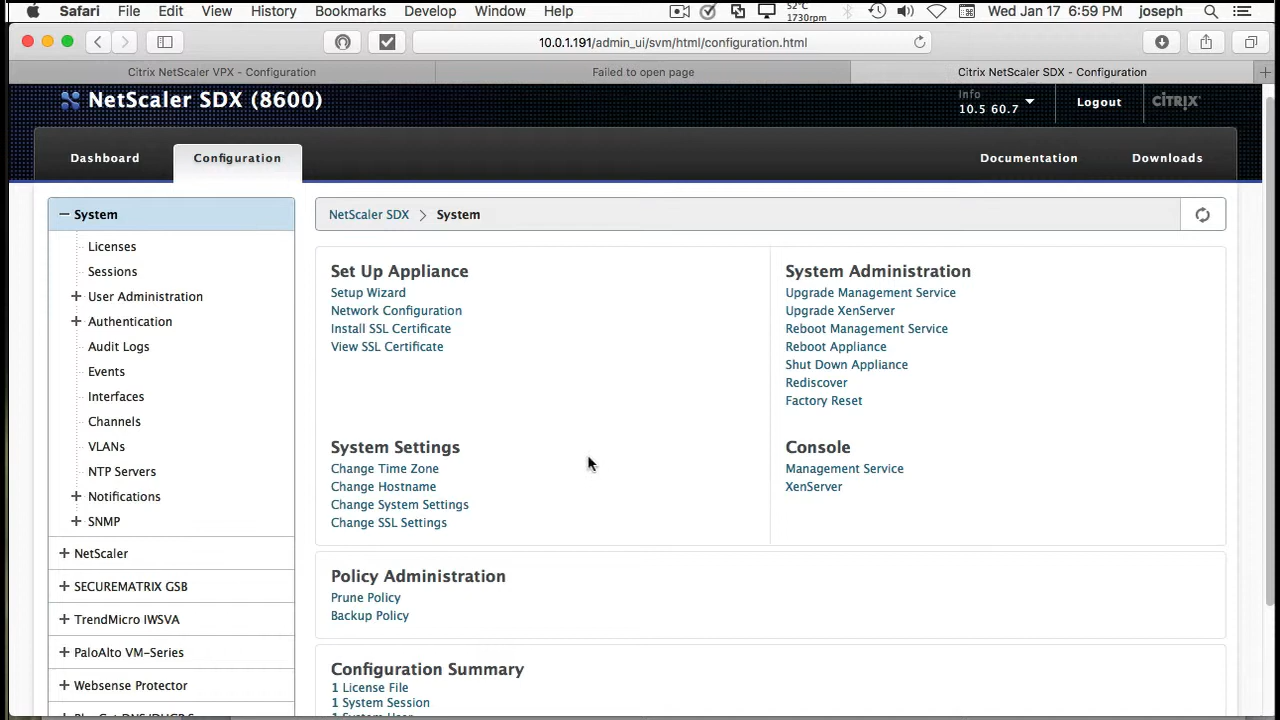 Safari File Edit View History Bookmarks Develop Window Help 52°C 1730rpm Wed Jan 17 6:59 PM joseph
10.0.1.191/admin_ui/svm/html/configuration.html
Citrix NetScaler VPX - Configuration Failed to open page Citrix NetScaler SDX - Configuration
NetScaler SDX (8600) Info 10.5 60.7 Logout CİTRIX
Dashboard Configuration Documentation Downloads
System
Licenses
Sessions
User Administration
Authentication
Audit Logs
Events
Interfaces
Channels
VLANs
NTP Servers
Notifications
SNMP
NetScaler
SECUREMATRIX GSB
TrendMicro IWSVA
PaloAlto VM-Series
Websense Protector
NetScaler SDX > System
Set Up Appliance
Setup Wizard
Network Configuration
Install SSL Certificate
View SSL Certificate
System Administration
Upgrade Management Service
Upgrade XenServer
Reboot Management Service
Reboot Appliance
Shut Down Appliance
Rediscover
Factory Reset
System Settings
Change Time Zone
Change Hostname
Change System Settings
Change SSL Settings
Console
Management Service
XenServer
Policy Administration
Prune Policy
Backup Policy
Configuration Summary
1 License File
1 System Session